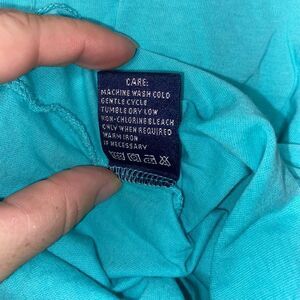 CARE:
MACHINE WASH COLD
GENTLE CYCLE
TUMBLE DRY LOW
NON-CHLORINE BLEACH
ONLY WHEN REQUIRED
WARM IRON
IF NECESSARY